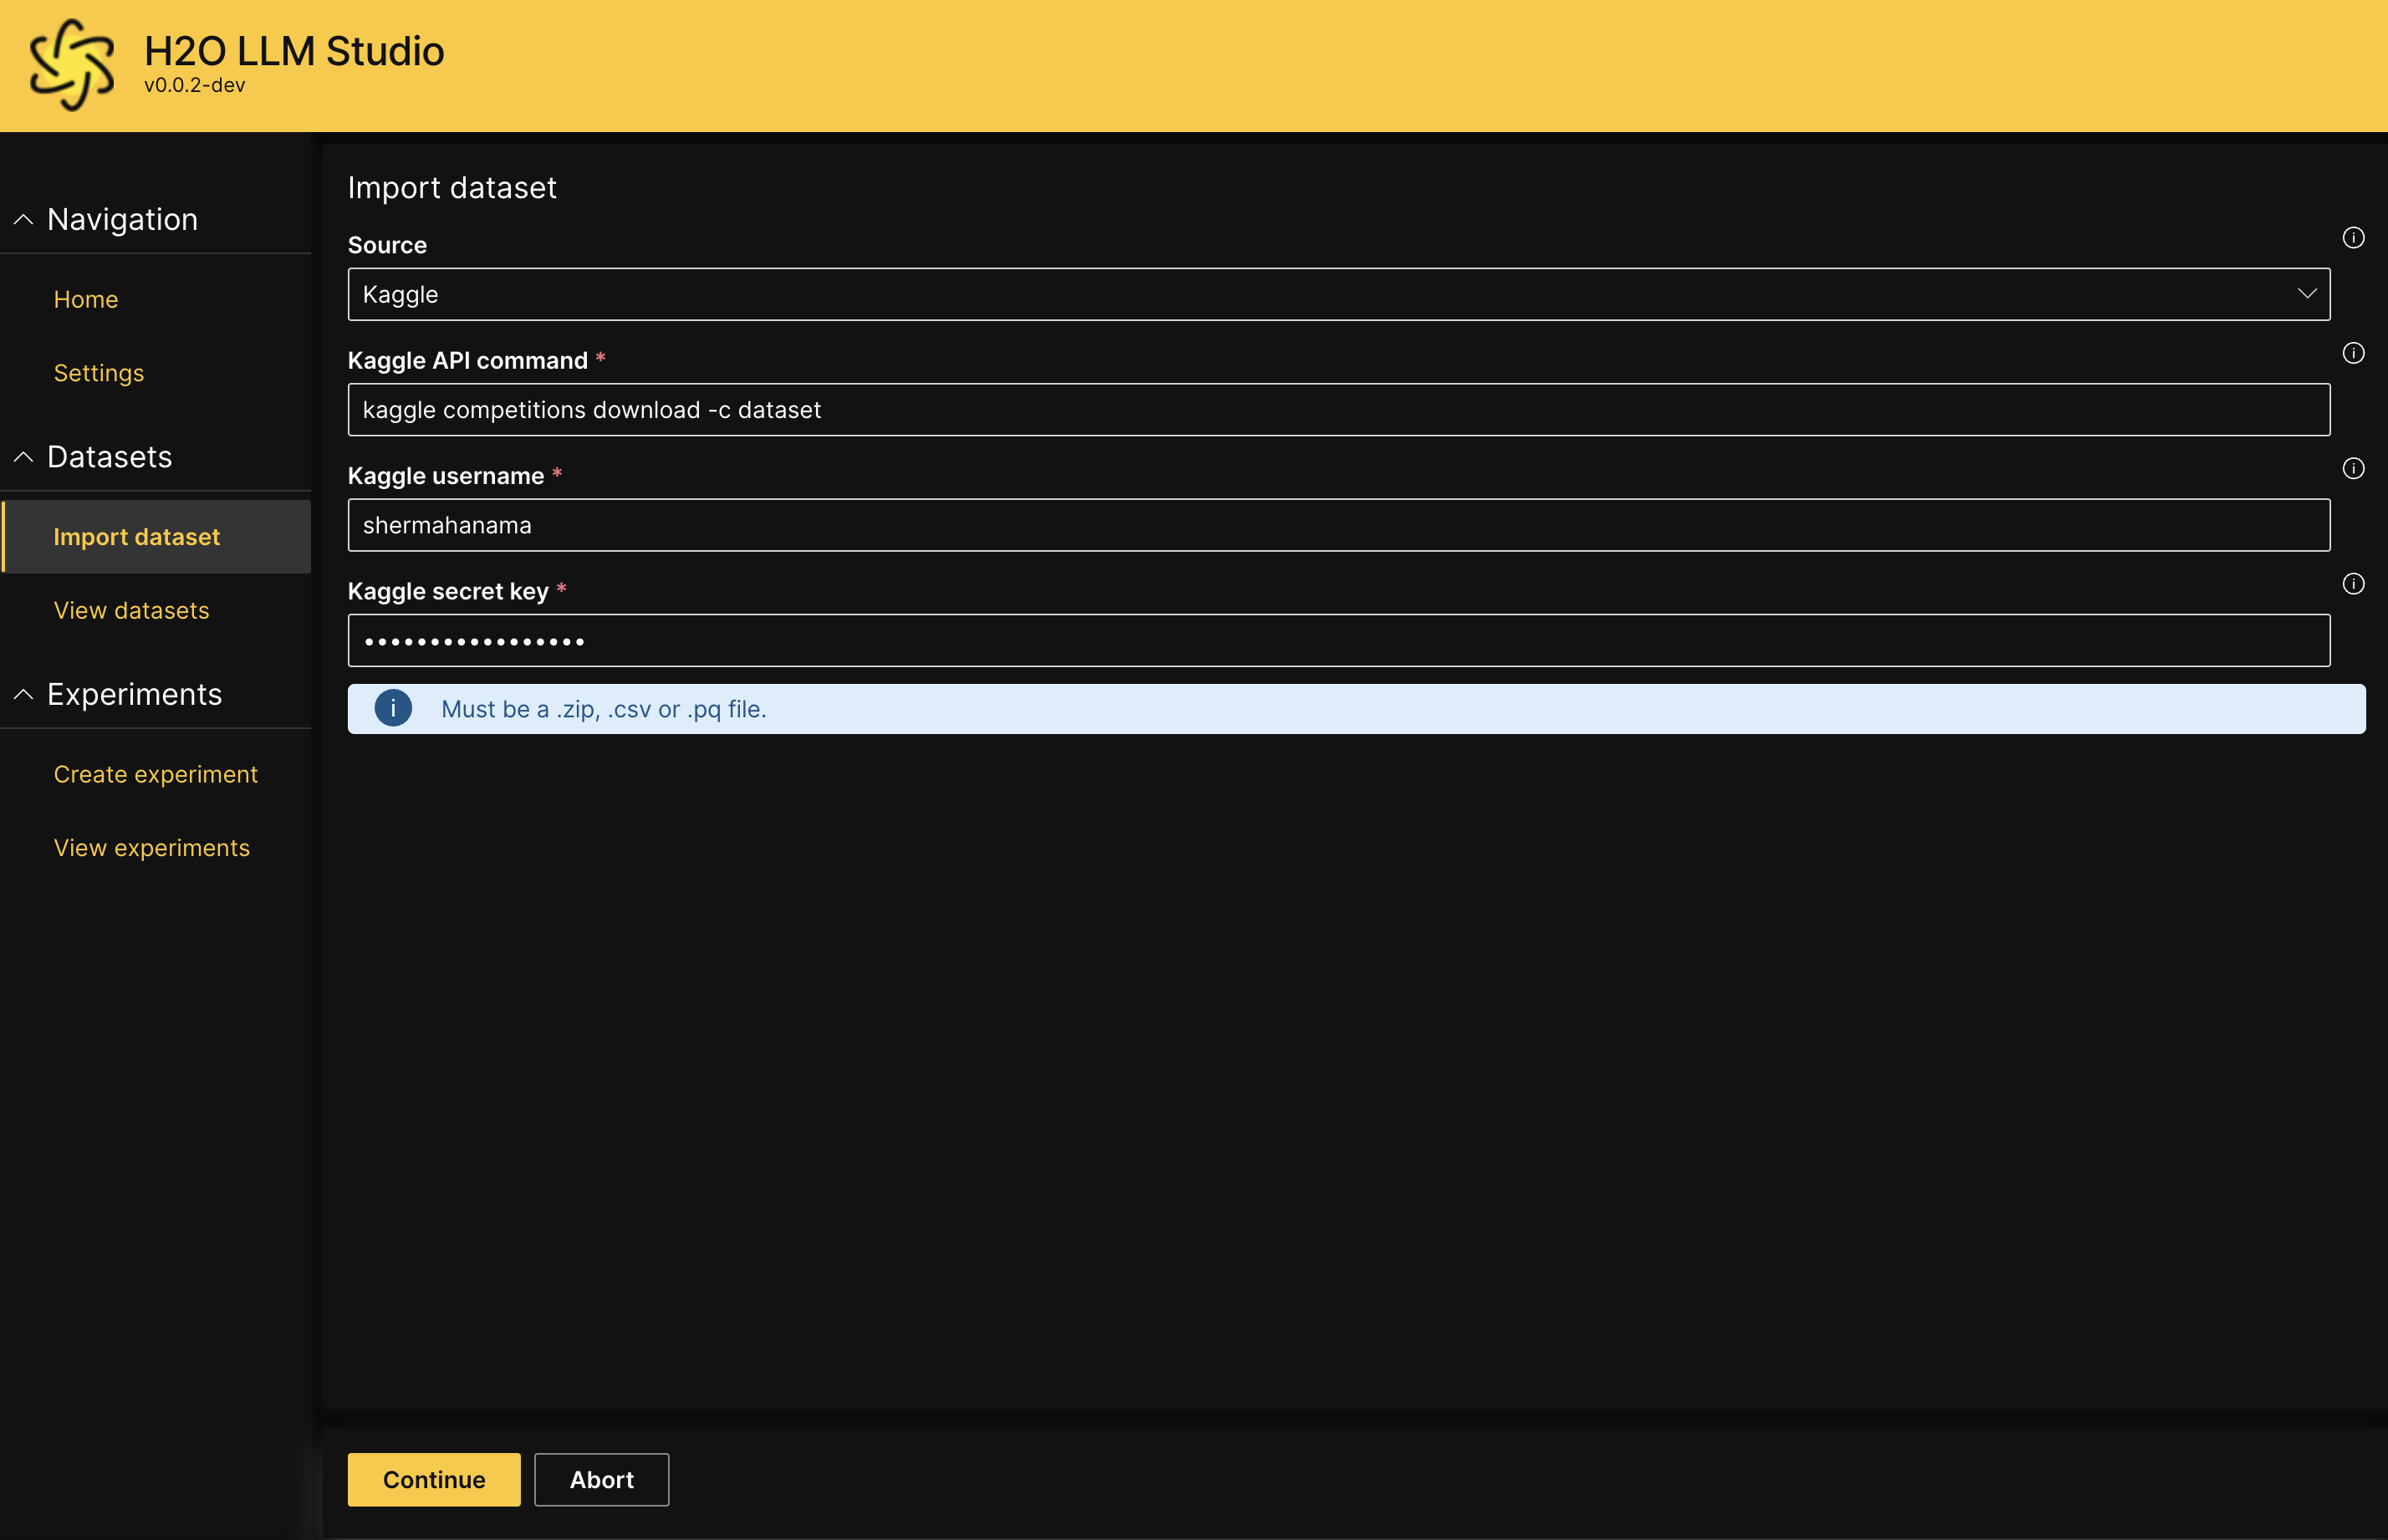 H2O LLM Studio
v0.0.2-dev
Navigation
Home
Settings
Datasets
Import dataset
View datasets
Experiments
Create experiment
View experiments
Import dataset
Source
Kaggle
Kaggle API command *
kaggle competitions download -c dataset
Kaggle username *
shermahanama
Kaggle secret key *
•••••••••••••••••
Must be a .zip, .csv or .pq file.
Continue
Abort